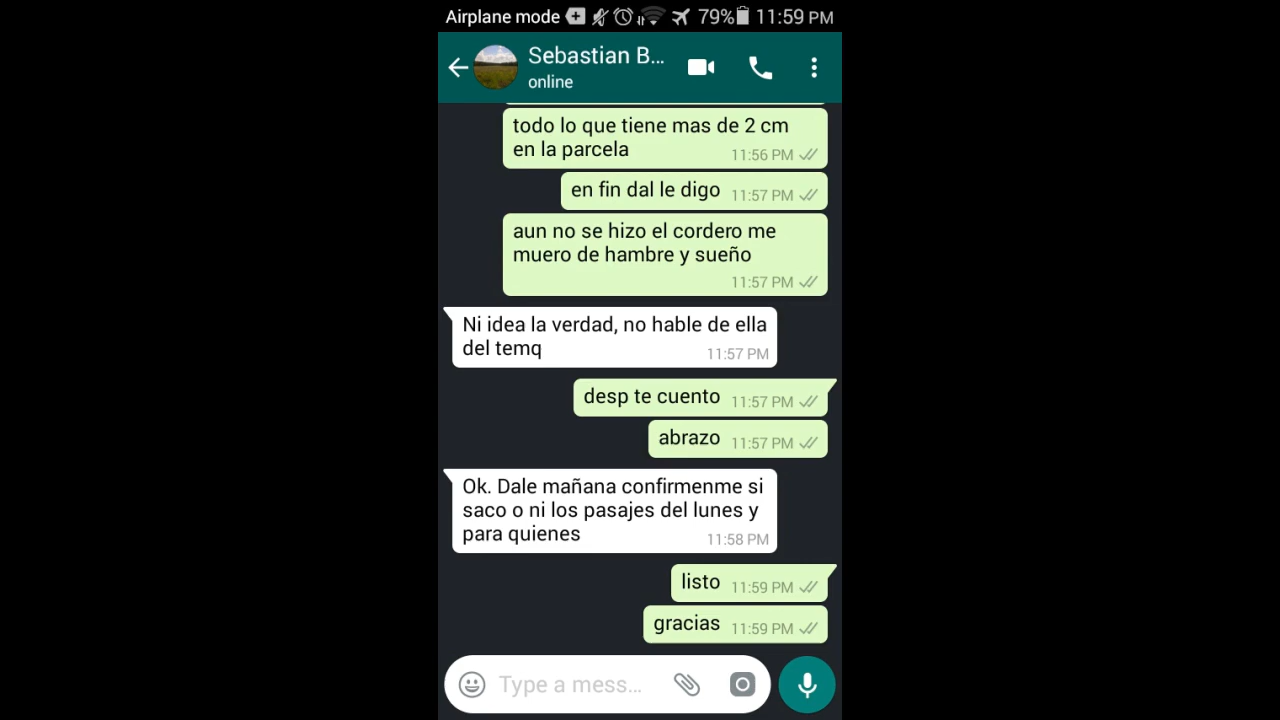 Airplane mode 79% 11:59 PM
Sebastian B...
online
todo lo que tiene mas de 2 cm
en la parcela 11:56 PM
en fin dal le digo 11:57 PM
aun no se hizo el cordero me
muero de hambre y sueño
11:57 PM
Ni idea la verdad, no hable de ella
del temq 11:57 PM
desp te cuento 11:57 PM
abrazo 11:57 PM
Ok. Dale mañana confirmenme si
saco o ni los pasajes del lunes y
para quienes 11:58 PM
listo 11:59 PM
gracias 11:59 PM
Type a mess...